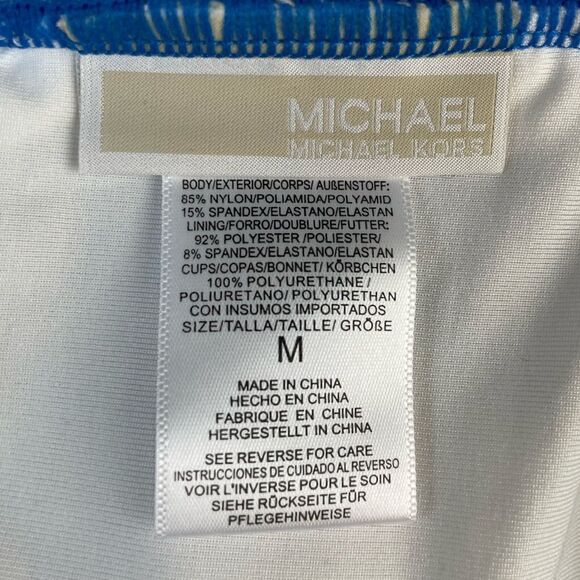 MICHAEL
MICHAEL KORS
BODY/EXTERIOR/CORPS/ AUßENSTOFF:
85% NYLON/POLIAMIDA/POLYAMID
15% SPANDEX/ELASTANO/ELASTAN
LINING/FORRO/DOUBLURE/FUTTER:
92% POLYESTER /POLIESTER/
8% SPANDEX/ELASTANO/ELASTAN
CUPS/COPAS/BONNET/ KÖRBCHEN
100% POLYURETHANE /
POLIURETANO/ POLYURETHAN
CON INSUMOS IMPORTADOS
SIZE/TALLA/TAILLE/ GRÖßE
M
MADE IN CHINA
HECHO EN CHINA
FABRIQUE EN CHINE
HERGESTELLT IN CHINA
SEE REVERSE FOR CARE
INSTRUCCIONES DE CUIDADO AL REVERSO
VOIR L'INVERSE POUR LE SOIN
SIEHE RÜCKSEITE FÜR
PFLEGEHINWEISE